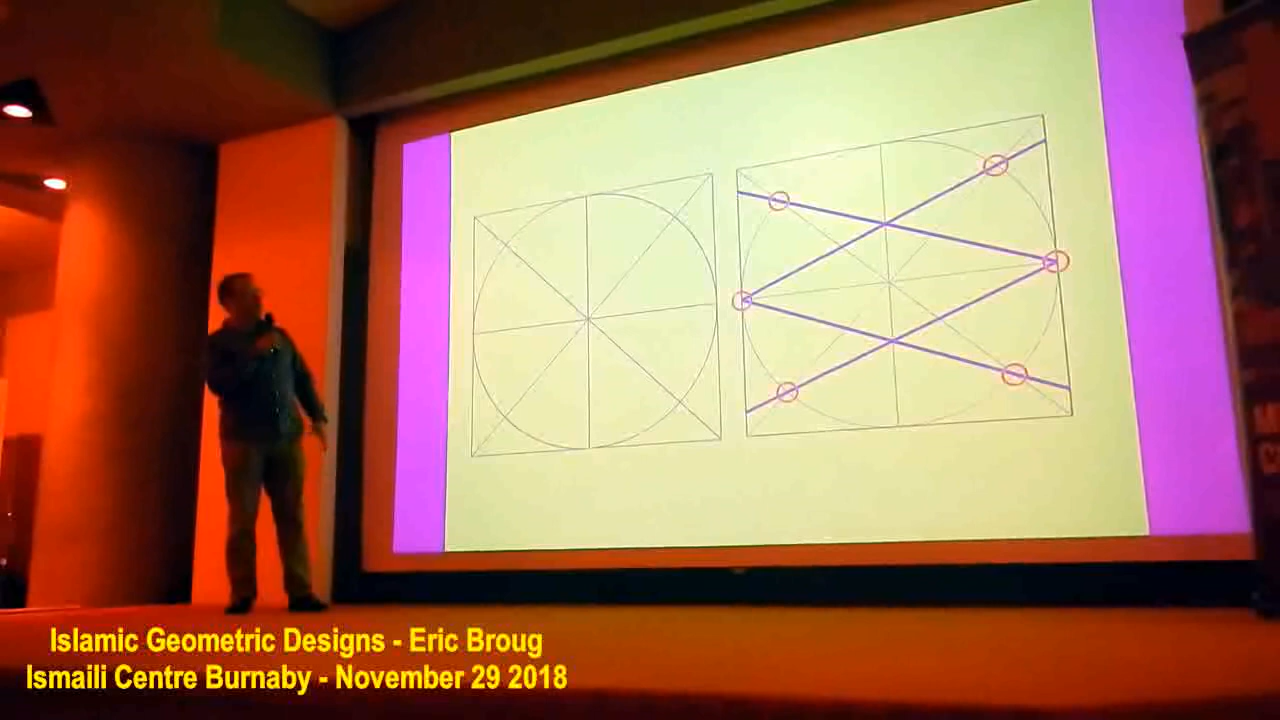 Islamic Geometric Designs - Eric Broug
Ismaili Centre Burnaby - November 29 2018